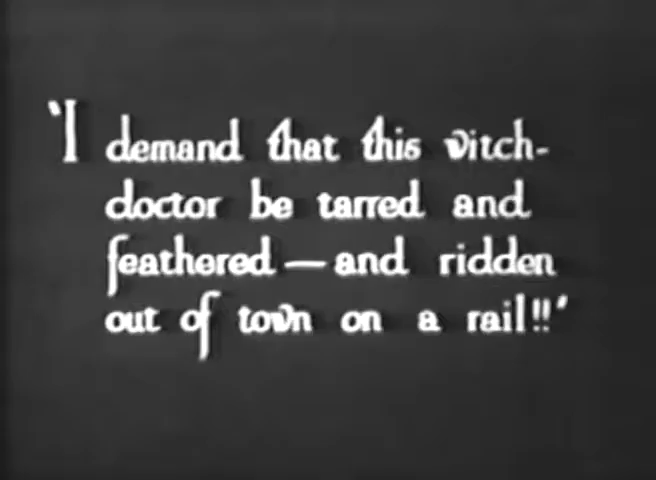 'I demand that this witch-
doctor be tarred and
feathered — and ridden
out of town on a rail!!'